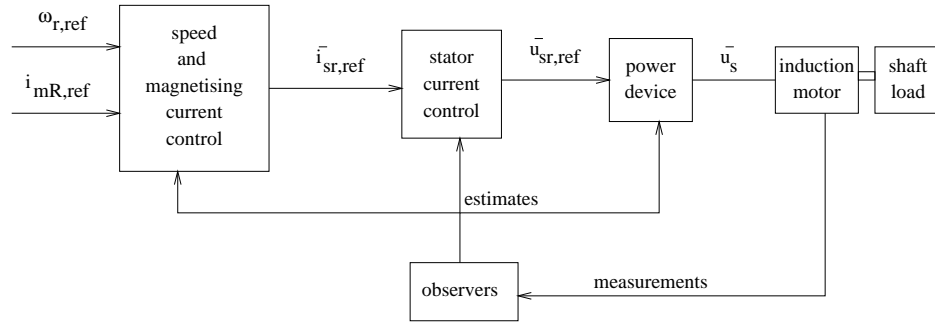 ω_r,ref
i_mR,ref
speed
and
magnetising
current
control
i̅_sr,ref
stator
current
control
u̅_sr,ref
power
device
u̅_s
induction
motor
shaft
load
estimates
observers
measurements